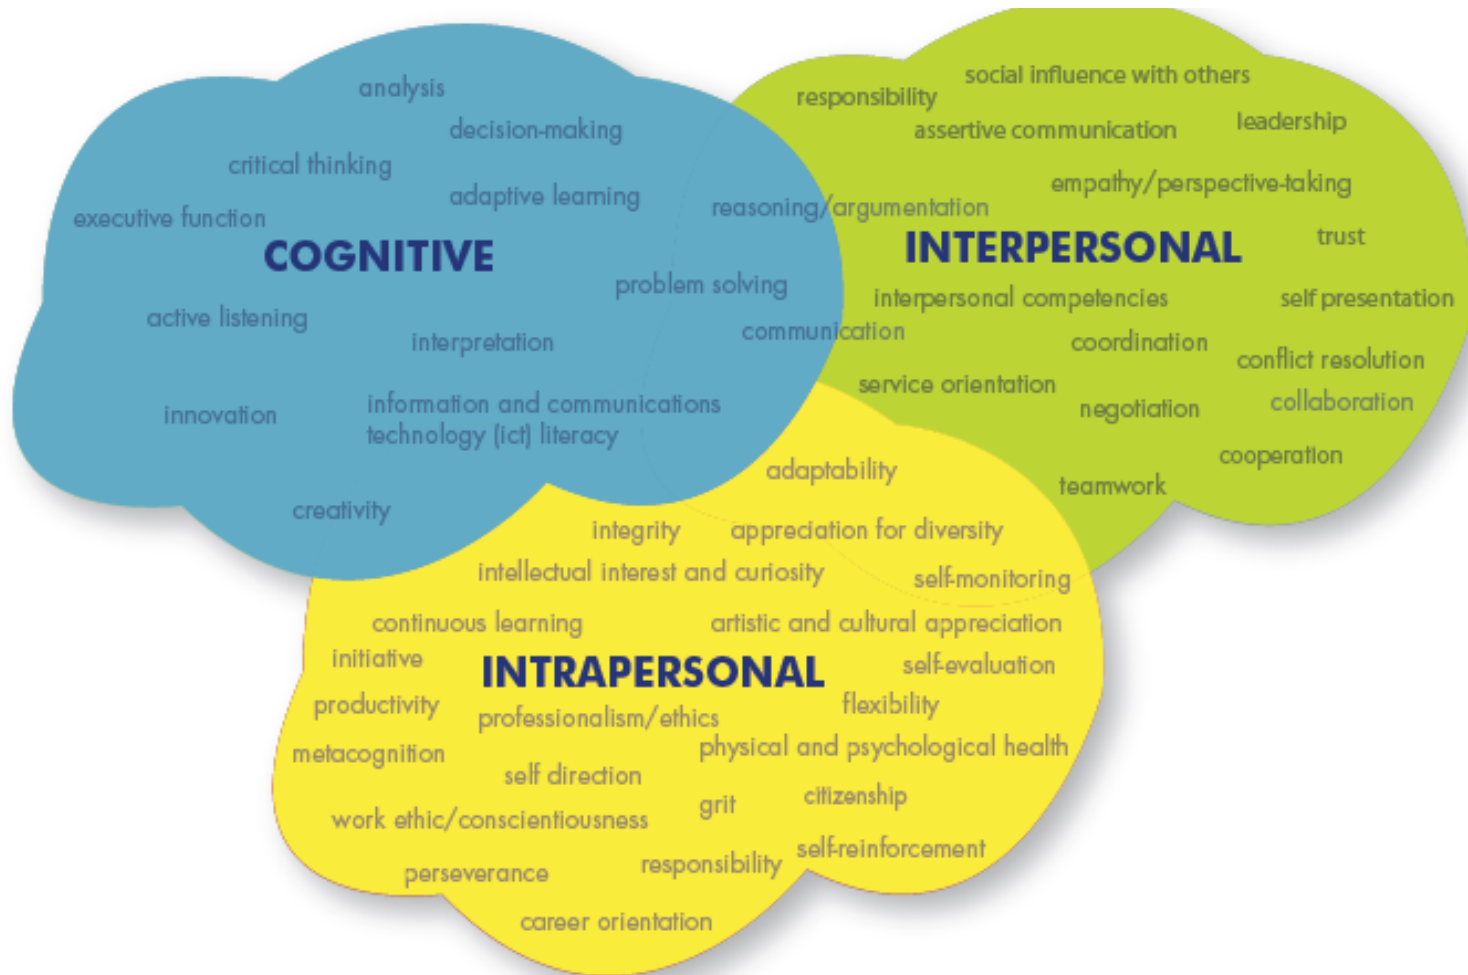 analysis
decision-making
critical thinking
adaptive learning
executive function
COGNITIVE
problem solving
active listening
interpretation
innovation
information and communications
technology (ict) literacy
creativity
reasoning/argumentation
communication
social influence with others
responsibility
assertive communication
leadership
empathy/perspective-taking
trust
INTERPERSONAL
interpersonal competencies
self presentation
coordination
conflict resolution
service orientation
negotiation
collaboration
cooperation
teamwork
adaptability
integrity
appreciation for diversity
intellectual interest and curiosity
self-monitoring
continuous learning
artistic and cultural appreciation
initiative
INTRAPERSONAL
self-evaluation
productivity
professionalism/ethics
flexibility
metacognition
physical and psychological health
self direction
grit
citizenship
work ethic/conscientiousness
self-reinforcement
perseverance
responsibility
career orientation